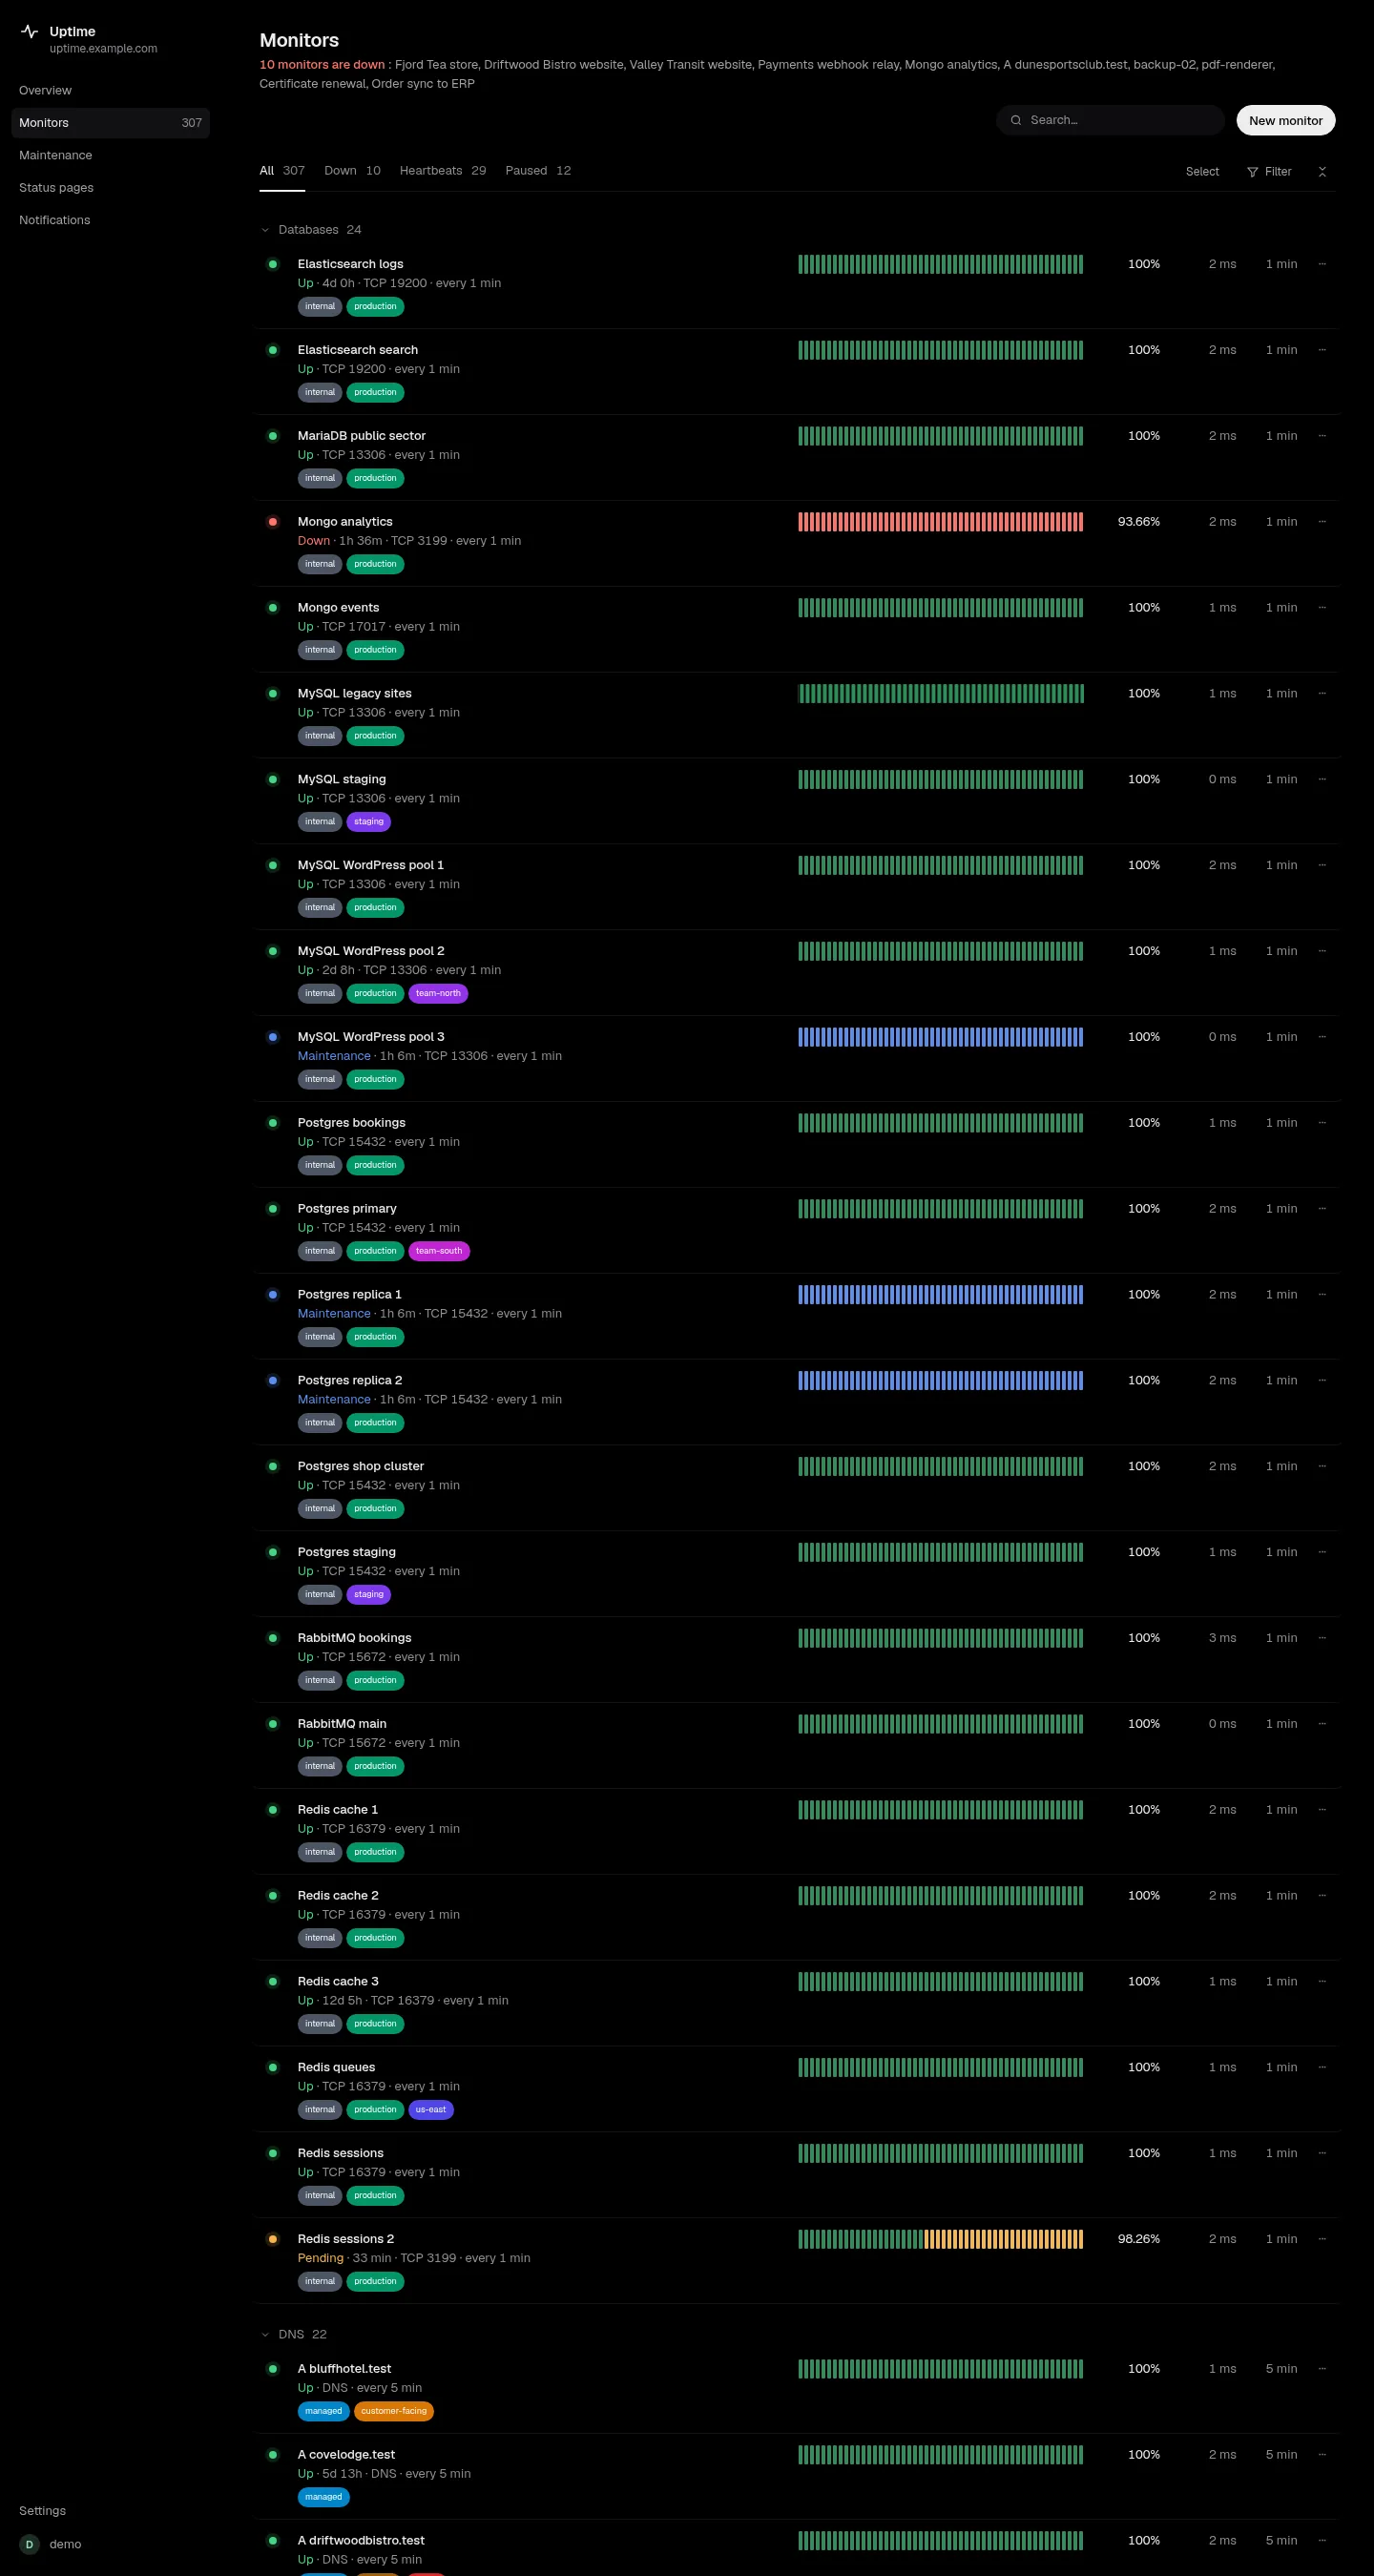 Uptime
uptime.example.com
Overview
Monitors 307
Maintenance
Status pages
Notifications
Settings
D demo
Monitors
10 monitors are down : Fjord Tea store, Driftwood Bistro website, Valley Transit website, Payments webhook relay, Mongo analytics, A dunesportsclub.test, backup-02, pdf-renderer,
Certificate renewal, Order sync to ERP
Search...
New monitor
All 307 Down 10 Heartbeats 29 Paused 12 Select Filter
Databases 24
Elasticsearch logs 100% 2 ms 1 min
Up · 4d 0h · TCP 19200 · every 1 min
internal production
Elasticsearch search 100% 2 ms 1 min
Up · TCP 19200 · every 1 min
internal production
MariaDB public sector 100% 2 ms 1 min
Up · TCP 13306 · every 1 min
internal production
Mongo analytics 93.66% 2 ms 1 min
Down · 1h 36m · TCP 3199 · every 1 min
internal production
Mongo events 100% 1 ms 1 min
Up · TCP 17017 · every 1 min
internal production
MySQL legacy sites 100% 1 ms 1 min
Up · TCP 13306 · every 1 min
internal production
MySQL staging 100% 0 ms 1 min
Up · TCP 13306 · every 1 min
internal staging
MySQL WordPress pool 1 100% 2 ms 1 min
Up · TCP 13306 · every 1 min
internal production
MySQL WordPress pool 2 100% 1 ms 1 min
Up · 2d 8h · TCP 13306 · every 1 min
internal production team-north
MySQL WordPress pool 3 100% 0 ms 1 min
Maintenance · 1h 6m · TCP 13306 · every 1 min
internal production
Postgres bookings 100% 1 ms 1 min
Up · TCP 15432 · every 1 min
internal production
Postgres primary 100% 2 ms 1 min
Up · TCP 15432 · every 1 min
internal production team-south
Postgres replica 1 100% 2 ms 1 min
Maintenance · 1h 6m · TCP 15432 · every 1 min
internal production
Postgres replica 2 100% 2 ms 1 min
Maintenance · 1h 6m · TCP 15432 · every 1 min
internal production
Postgres shop cluster 100% 2 ms 1 min
Up · TCP 15432 · every 1 min
internal production
Postgres staging 100% 1 ms 1 min
Up · TCP 15432 · every 1 min
internal staging
RabbitMQ bookings 100% 3 ms 1 min
Up · TCP 15672 · every 1 min
internal production
RabbitMQ main 100% 0 ms 1 min
Up · TCP 15672 · every 1 min
internal production
Redis cache 1 100% 2 ms 1 min
Up · TCP 16379 · every 1 min
internal production
Redis cache 2 100% 2 ms 1 min
Up · TCP 16379 · every 1 min
internal production
Redis cache 3 100% 1 ms 1 min
Up · 12d 5h · TCP 16379 · every 1 min
internal production
Redis queues 100% 1 ms 1 min
Up · TCP 16379 · every 1 min
internal production us-east
Redis sessions 100% 1 ms 1 min
Up · TCP 16379 · every 1 min
internal production
Redis sessions 2 98.26% 2 ms 1 min
Pending · 33 min · TCP 3199 · every 1 min
internal production
DNS 22
A bluffhotel.test 100% 1 ms 5 min
Up · DNS · every 5 min
managed customer-facing
A covelodge.test 100% 2 ms 5 min
Up · 5d 13h · DNS · every 5 min
managed
A driftwoodbistro.test 100% 2 ms 5 min
Up · DNS · every 5 min